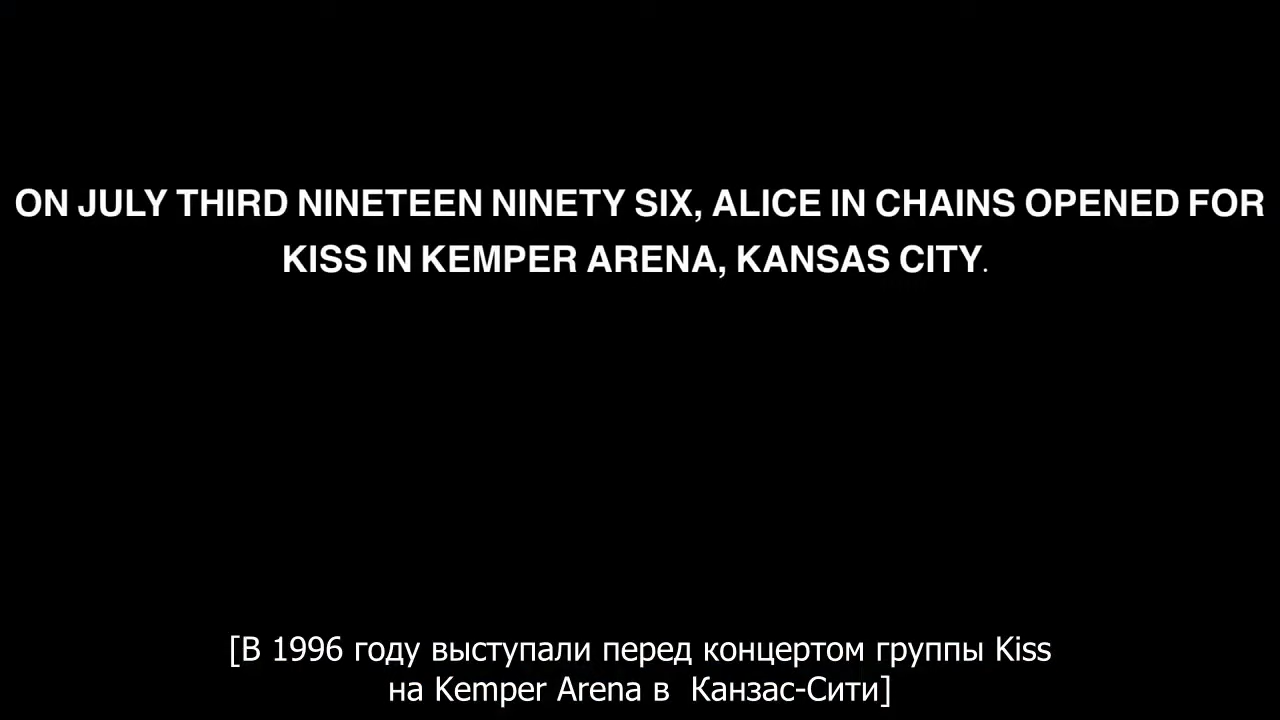 ON JULY THIRD NINETEEN NINETY SIX, ALICE IN CHAINS OPENED FOR
KISS IN KEMPER ARENA, KANSAS CITY.
[В 1996 году выступали перед концертом группы Kiss
на Kemper Arena в  Канзас-Сити]